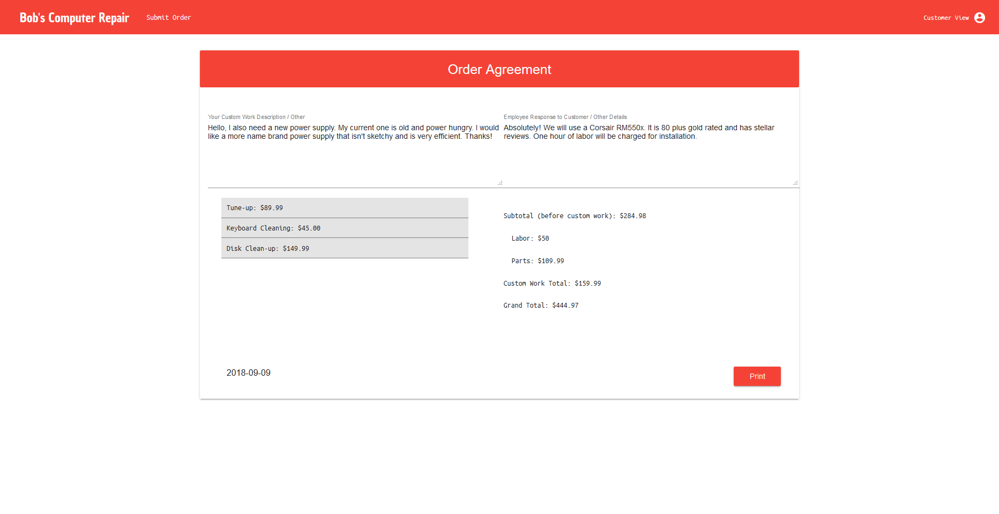 Bob's Computer Repair
Submit Order
Customer View
Order Agreement
Your Custom Work Description / Other
Hello, I also need a new power supply. My current one is old and power hungry. I would
like a more name brand power supply that isn't sketchy and is very efficient. Thanks!
Employee Response to Customer / Other Details
Absolutely! We will use a Corsair RM550x. It is 80 plus gold rated and has stellar
reviews. One hour of labor will be charged for installation.
Tune-up: $89.99
Keyboard Cleaning: $45.00
Disk Clean-up: $149.99
Subtotal (before custom work): $284.98
Labor: $50
Parts: $109.99
Custom Work Total: $159.99
Grand Total: $444.97
2018-09-09
Print